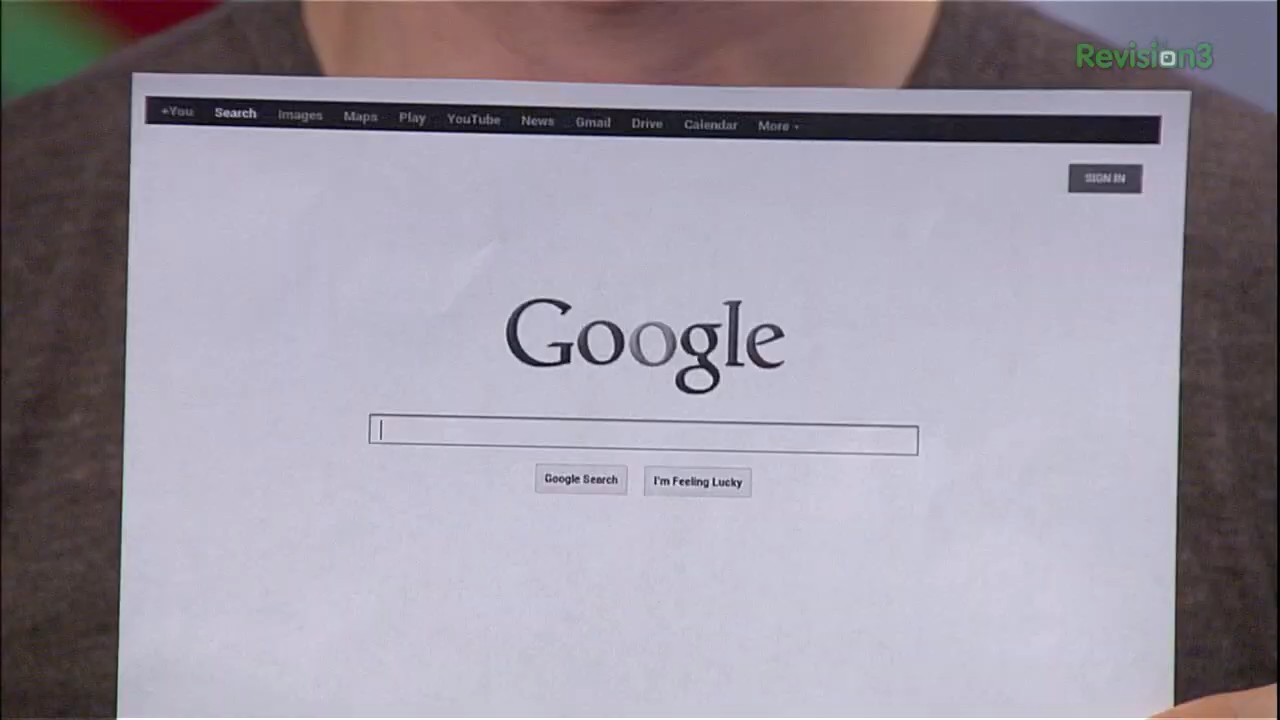 Revision3
+You Search Images Maps Play YouTube News Gmail Drive Calendar More
SIGN IN
Google
Google Search I'm Feeling Lucky